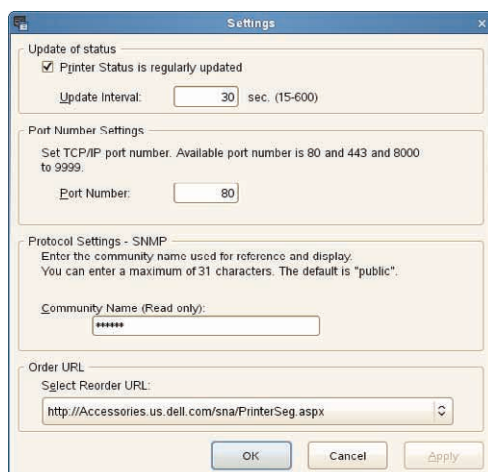 Settings
Update of status
Printer Status is regularly updated
Update Interval: 30 sec. (15-600)
Port Number Settings
Set TCP/IP port number. Available port number is 80 and 443 and 8000
to 9999.
Port Number: 80
Protocol Settings - SNMP
Enter the community name used for reference and display.
You can enter a maximum of 31 characters. The default is "public".
Community Name (Read only):
******
Order URL
Select Reorder URL:
http://Accessories.us.dell.com/sna/PrinterSeg.aspx
OK Cancel Apply